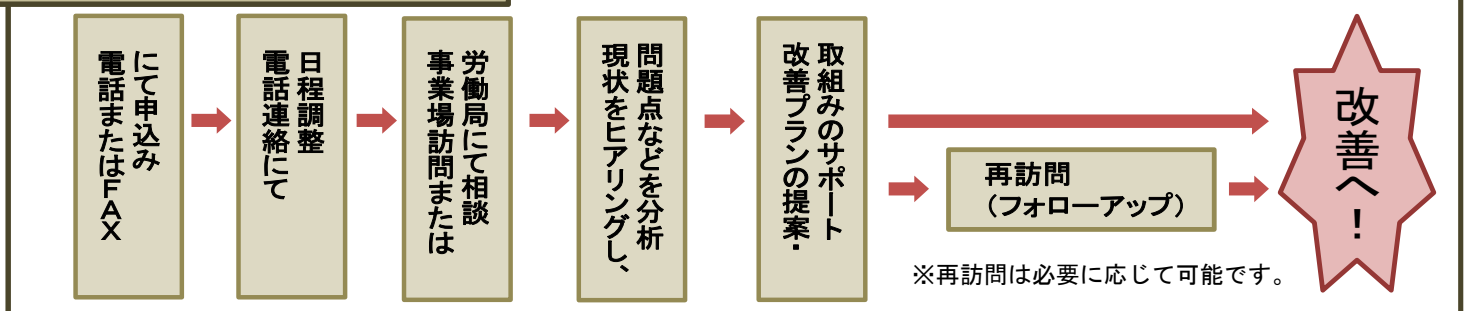 電話またはFAX
にて申込み
電話連絡にて
日程調整
事業場訪問または
労働局にて相談
現状をヒアリングし、
問題点などを分析
改善プランの提案・
取組みのサポート
再訪問
（フォローアップ）
※再訪問は必要に応じて可能です。
改善へ！